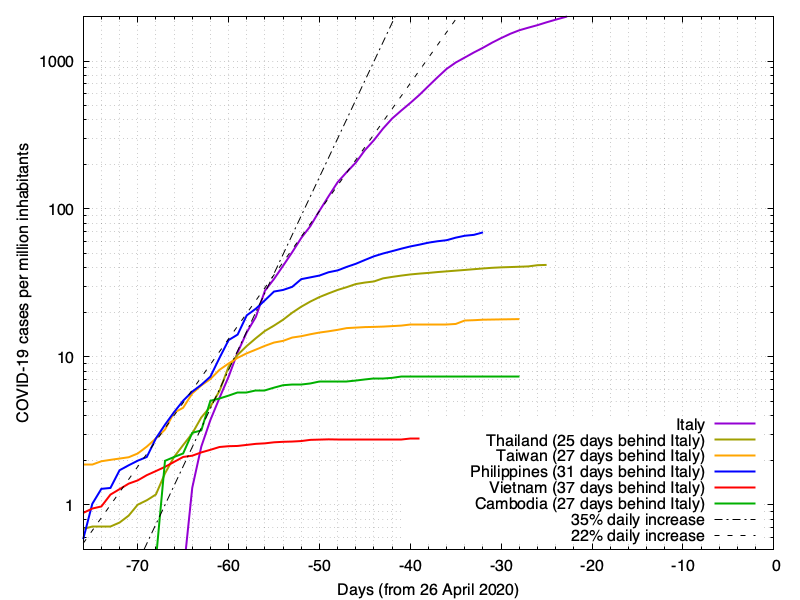 1000
100
10
1
COVID-19 cases per million inhabitants
Italy
Thailand (25 days behind Italy)
Taiwan (27 days behind Italy)
Philippines (31 days behind Italy)
Vietnam (37 days behind Italy)
Cambodia (27 days behind Italy)
35% daily increase
22% daily increase
-70 -60 -50 -40 -30 -20 -10 0
Days (from 26 April 2020)